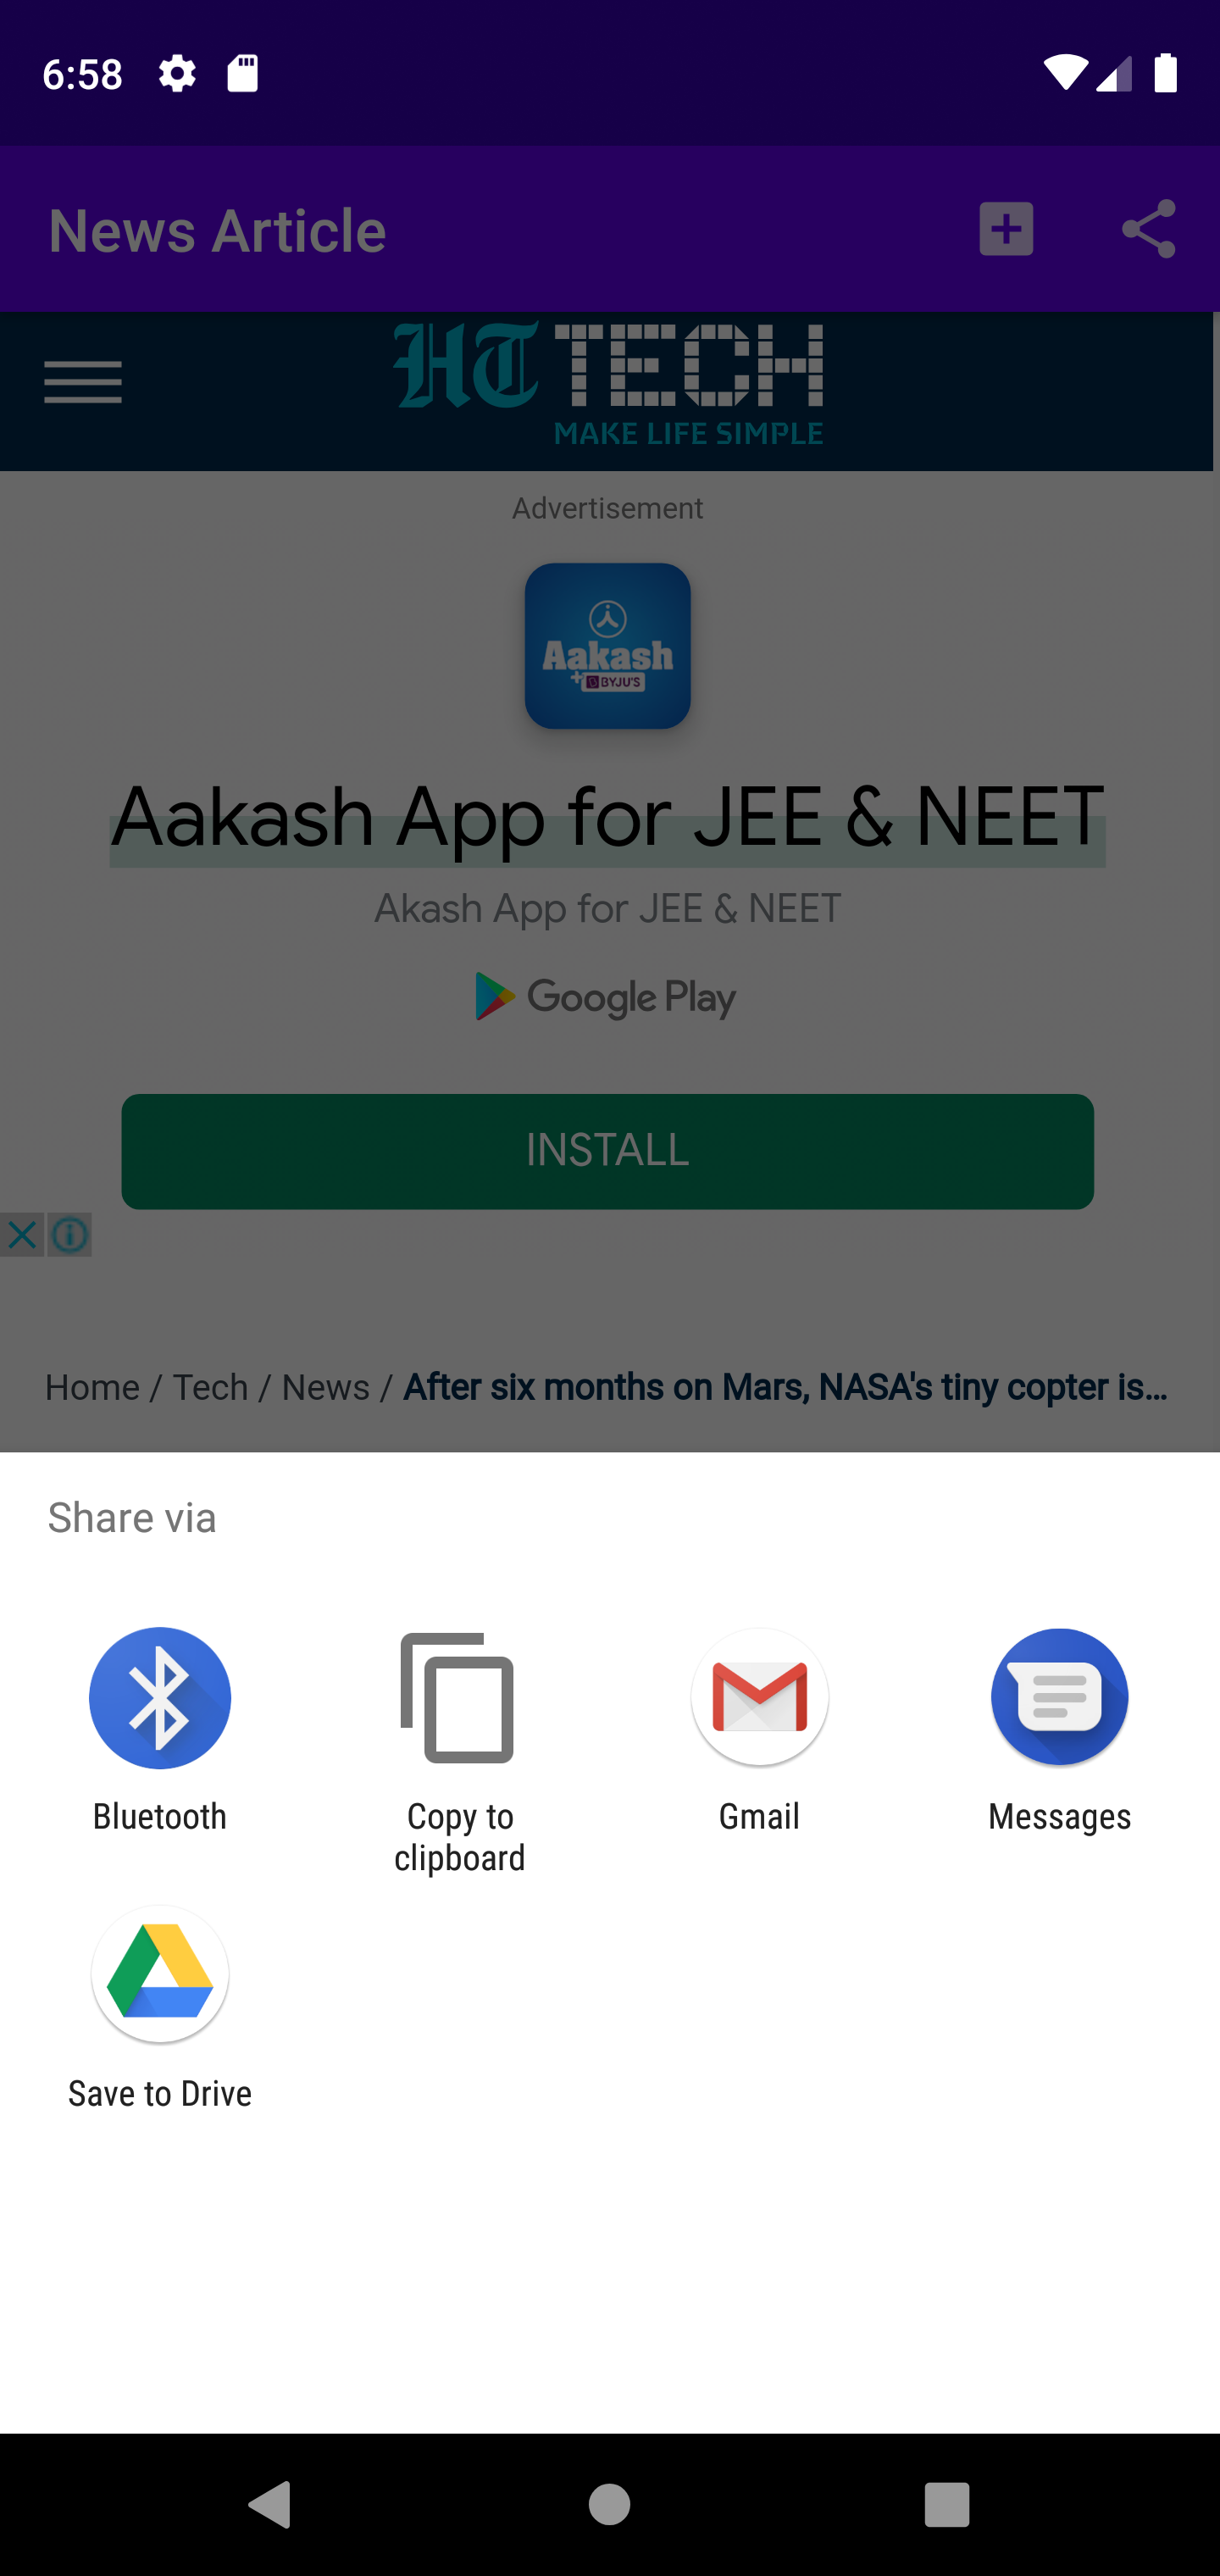 6:58
News Article
HT TECH
MAKE LIFE SIMPLE
Advertisement
Aakash
+ BYJU'S
Aakash App for JEE & NEET
Akash App for JEE & NEET
Google Play
INSTALL
Home / Tech / News / After six months on Mars, NASA's tiny copter is...
Share via
Bluetooth
Copy to
clipboard
Gmail
Messages
Save to Drive